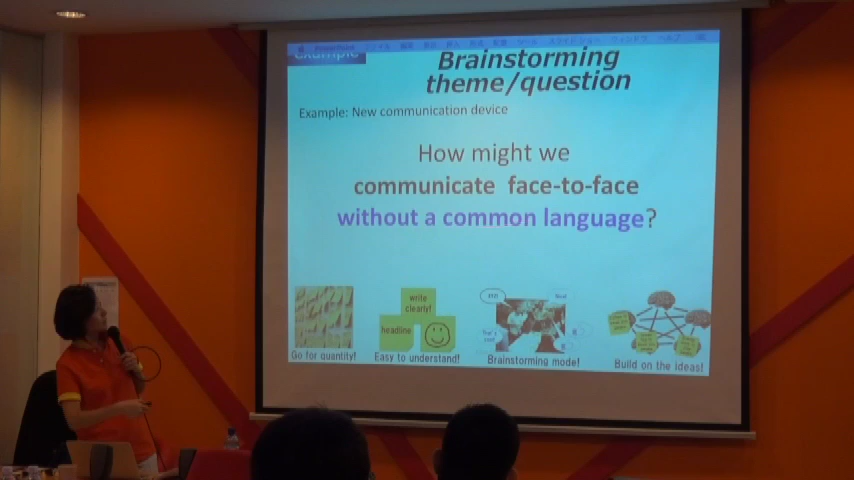 example
Brainstorming
theme/question
Example: New communication device
How might we
communicate face-to-face
without a common language?
write
clearly!
headline
Go for quantity!
Easy to understand!
Brainstorming mode!
Build on the ideas!